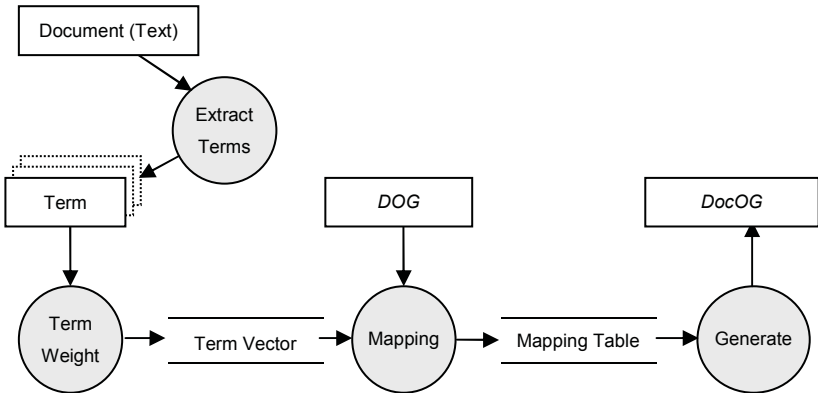 Document (Text)
Extract
Terms
Term
DOG
DocOG
Term
Weight
Term Vector
Mapping
Mapping Table
Generate